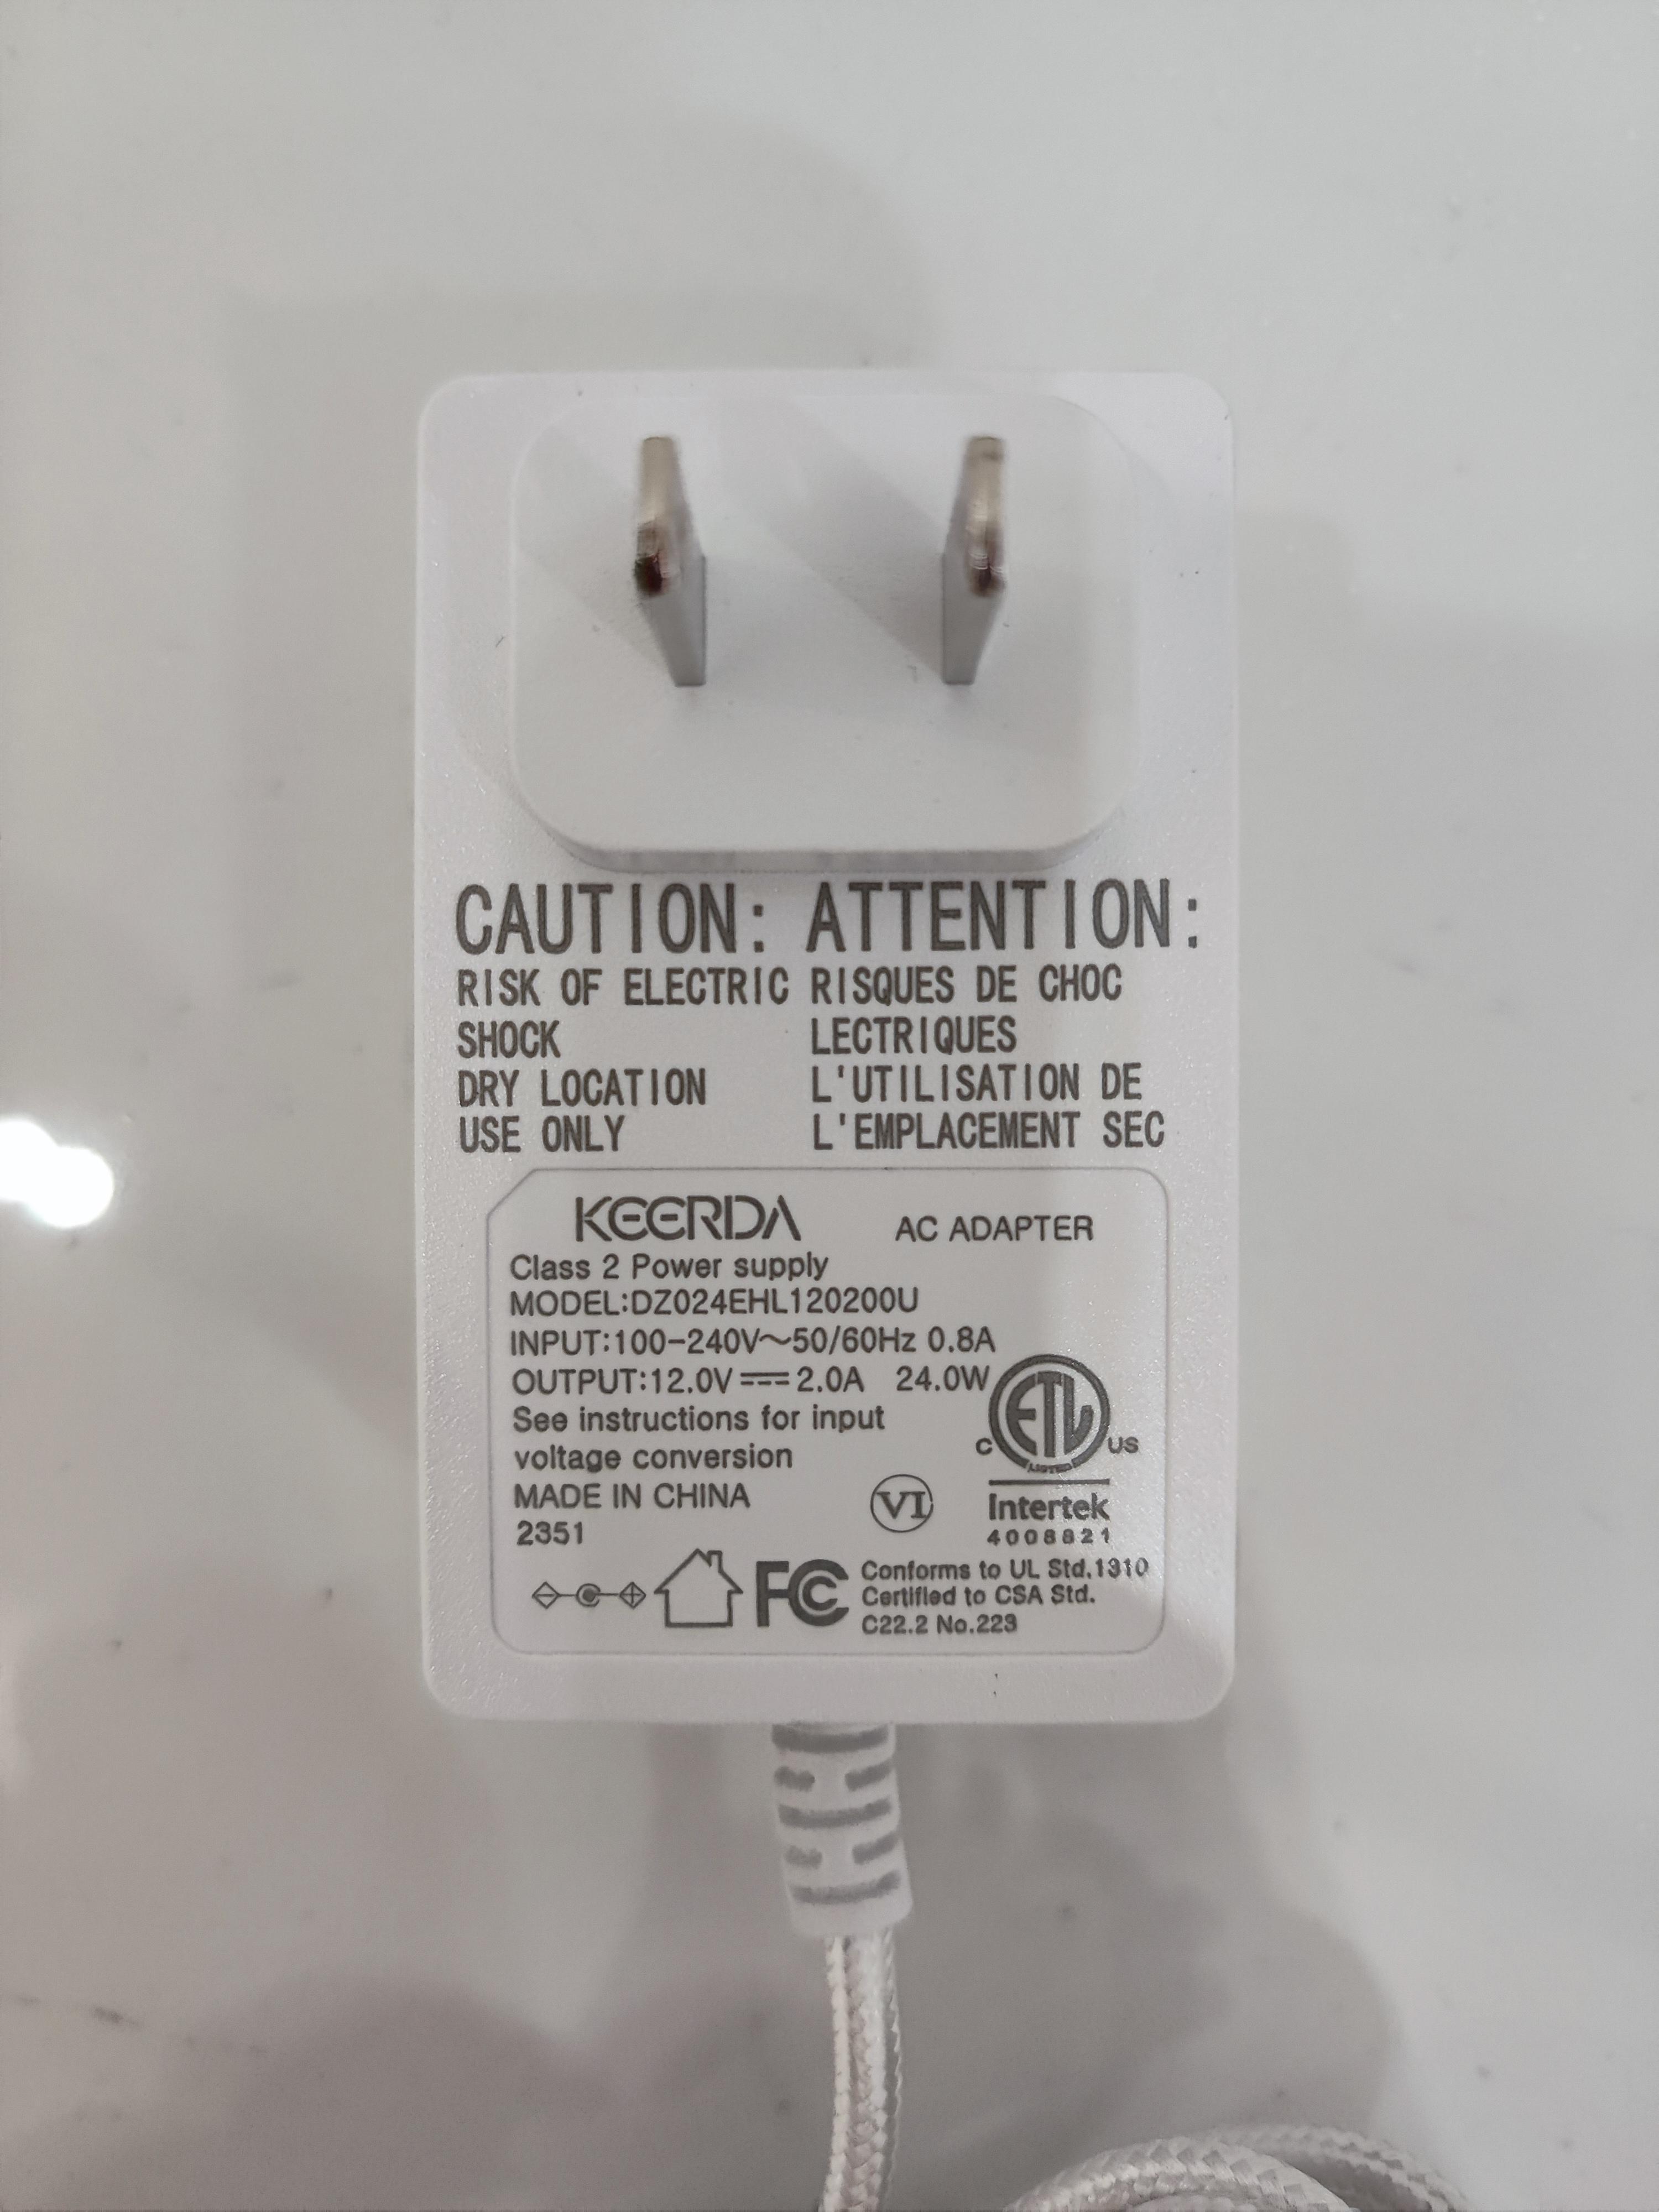 CAUTION:
RISK OF ELECTRIC
SHOCK
DRY LOCATION
USE ONLY
ATTENTION:
RISQUES DE CHOC
LECTRIQUES
L'UTILISATION DE
L'EMPLACEMENT SEC
KEERDA
AC ADAPTER
Class 2 Power supply
MODEL:DZ024EHL120200U
INPUT:100-240V～50/60Hz 0.8A
OUTPUT:12.0V⎓2.0A 24.0W
See instructions for input
voltage conversion
MADE IN CHINA
2351
VI
C ETL US
LISTED
Intertek
4008821
FC
Conforms to UL Std.1310
Certified to CSA Std.
C22.2 No.223